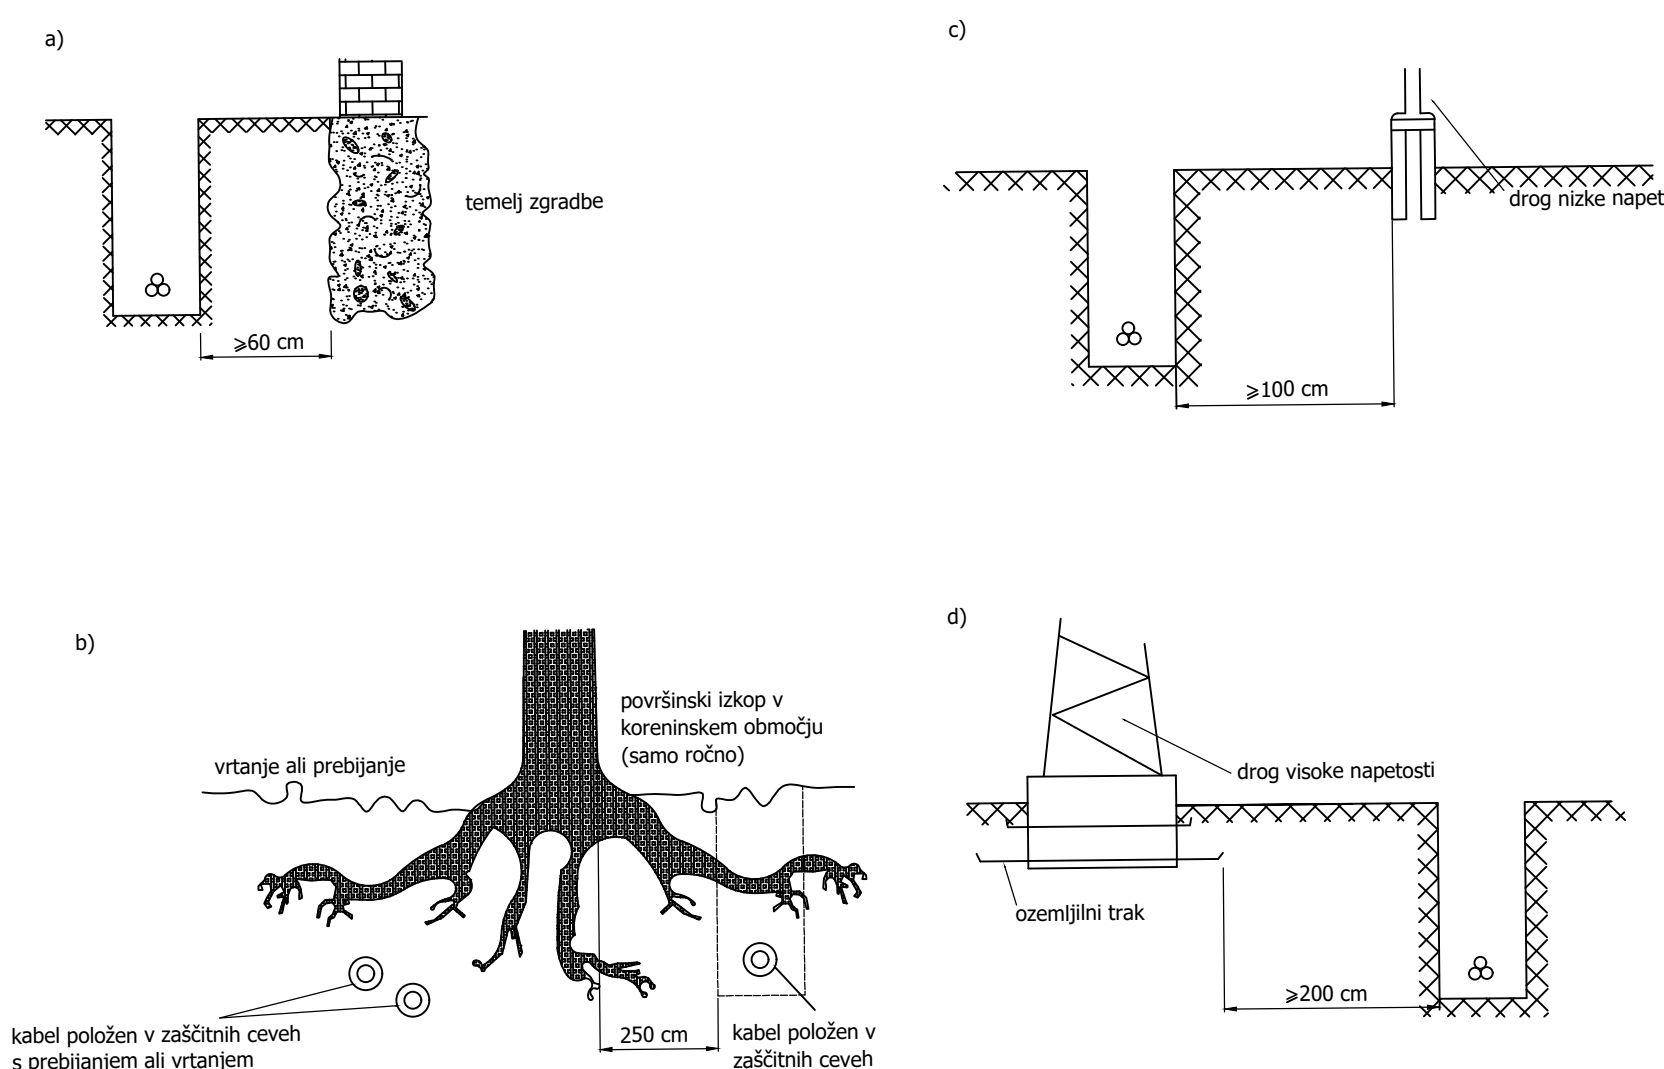 a)
temelj zgradbe
⩾60 cm
c)
drog nizke napet
⩾100 cm
b)
vrtanje ali prebijanje
površinski izkop v
koreninskem območju
(samo ročno)
kabel položen v zaščitnih ceveh
s prebijanjem ali vrtanjem
250 cm
kabel položen v
zaščitnih ceveh
d)
drog visoke napetosti
ozemljilni trak
⩾200 cm